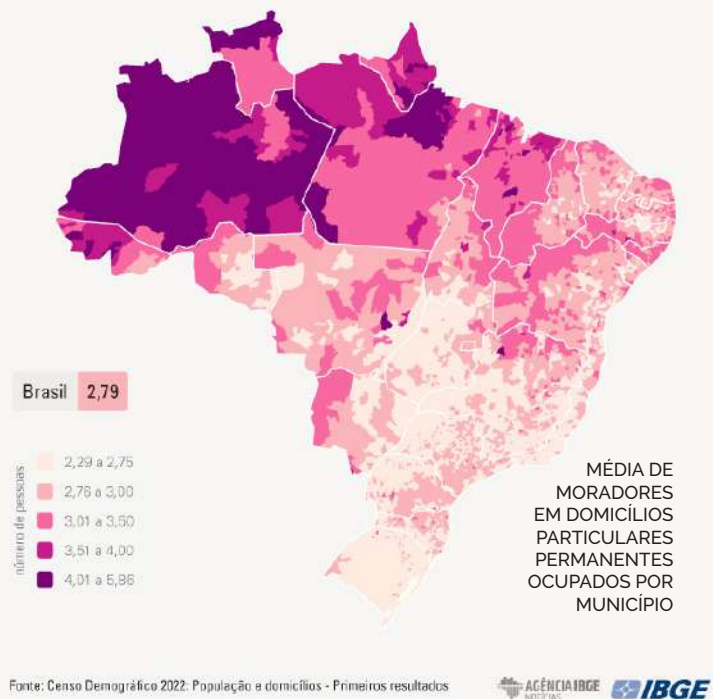 Brasil 2,79
número de pessoas
2,29 a 2,75
2,76 a 3,00
3,01 a 3,50
3,51 a 4,00
4,01 a 5,86
MÉDIA DE
MORADORES
EM DOMICÍLIOS
PARTICULARES
PERMANENTES
OCUPADOS POR
MUNICÍPIO
Fonte: Censo Demográfico 2022: População e domicílios - Primeiros resultados
AGÊNCIA IBGE
NOTÍCIAS
IBGE